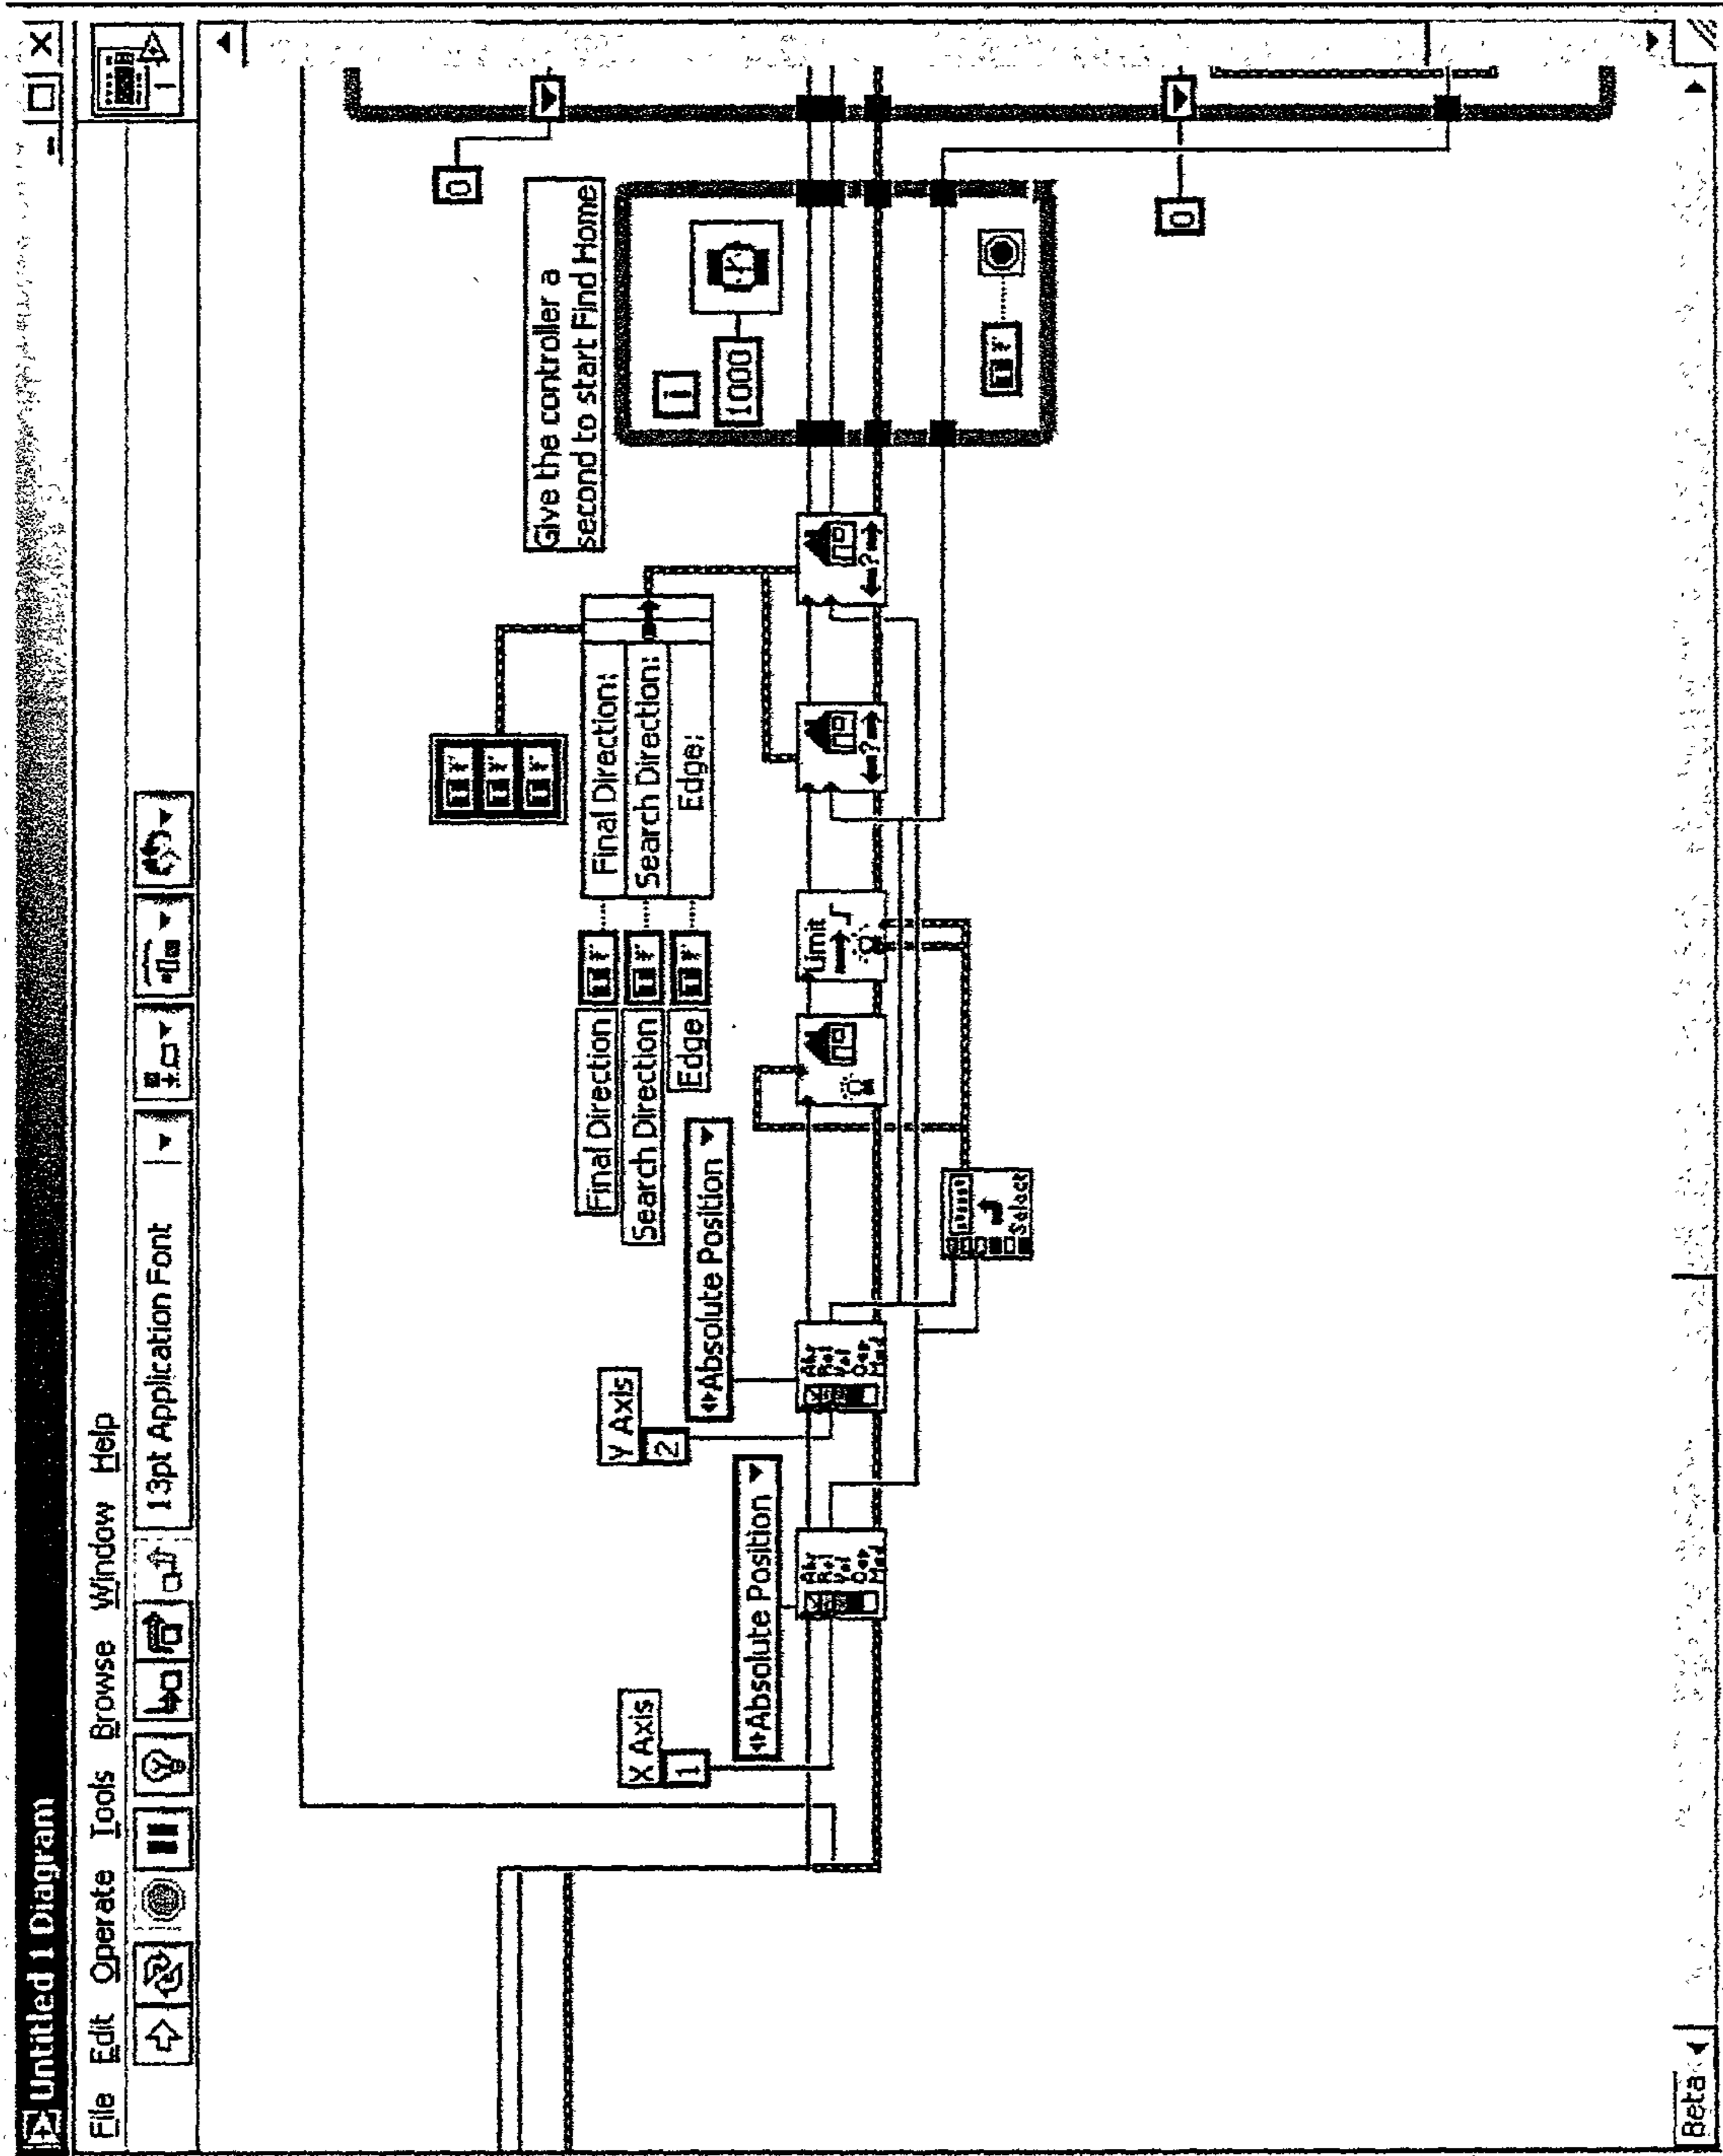 Untitled 1 Diagram
File Edit Operate Tools Browse Window Help
13pt Application Font
1
0
Give the controller a
second to start Find Home
Final Direction
Search Direction
Edge
Final Direction:
Search Direction:
Edge:
X Axis
1
Y Axis
2
Absolute Position
Absolute Position
i
1000
Limit
Select
0
Beta